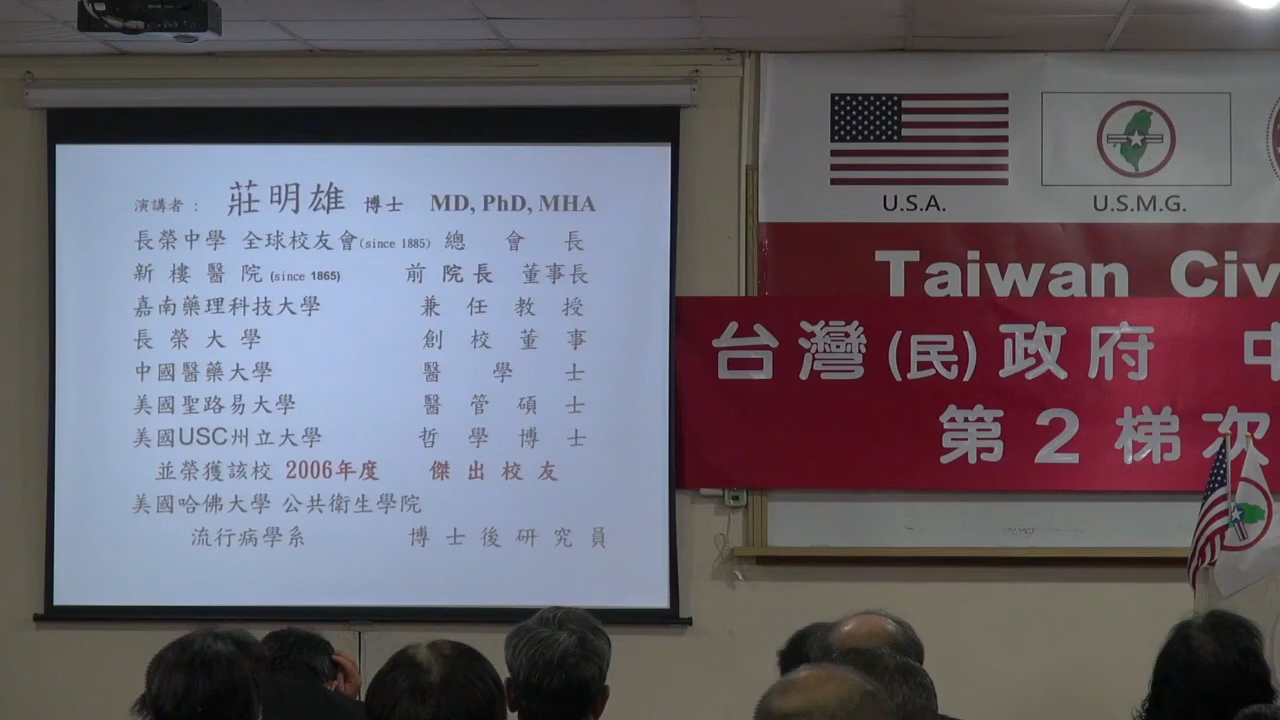 演講者： 莊明雄 博士 MD, PhD, MHA
長榮中學 全球校友會(since 1885) 總會長
新樓醫院(since 1865) 前院長 董事長
嘉南藥理科技大學 兼任教授
長榮大學 創校董事
中國醫藥大學 醫學士
美國聖路易大學 醫管碩士
美國USC州立大學 哲學博士
並榮獲該校 2006年度 傑出校友
美國哈佛大學 公共衛生學院
流行病學系 博士後研究員
U.S.A.
U.S.M.G.
Taiwan Civ
台灣(民)政府 中
第2梯次